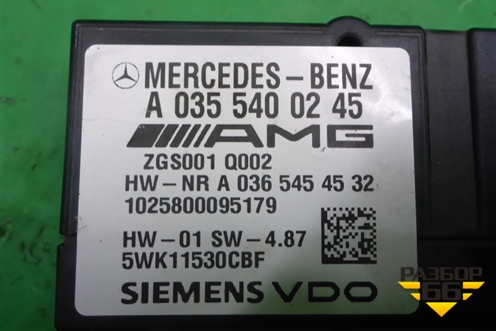 MERCEDES-BENZ
A 035 540 02 45
AMG
ZGS001 Q002
HW-NR A 036 545 45 32
1025800095179
HW-01 SW-4.87
5WK11530CBF
SIEMENS VDO
РАЗБОР
66